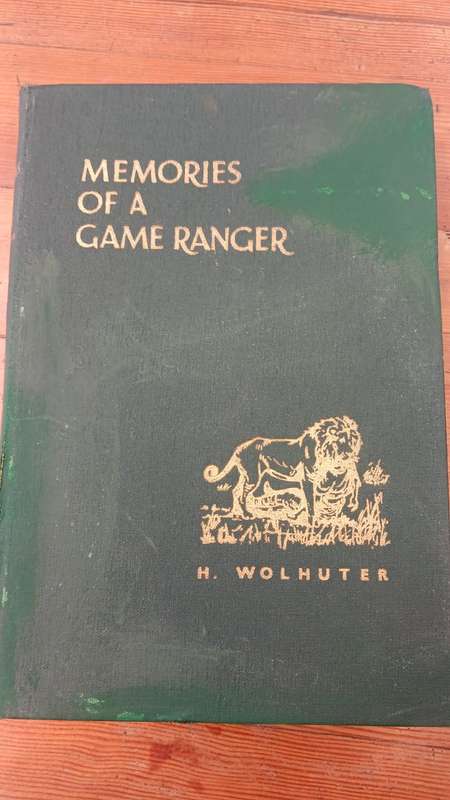 MEMORIES
OF A
GAME RANGER
H. WOLHUTER